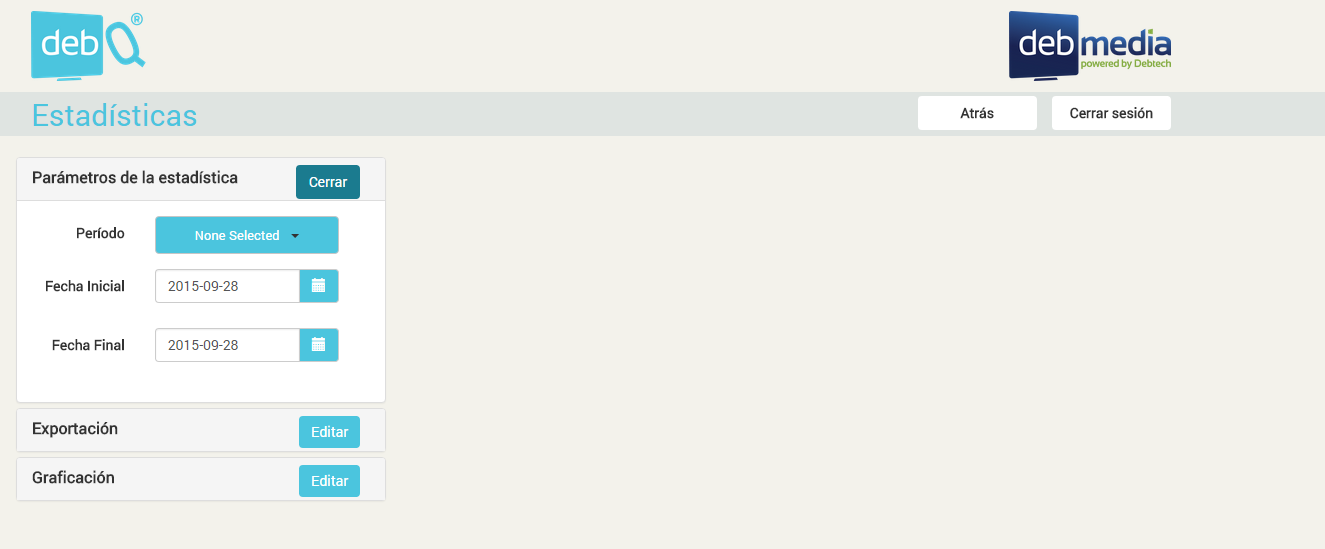 deb Q®
debmedia
powered by Debtech
Estadísticas
Atrás
Cerrar sesión
Parámetros de la estadística
Cerrar
Período
None Selected
Fecha Inicial
2015-09-28
Fecha Final
2015-09-28
Exportación
Editar
Graficación
Editar